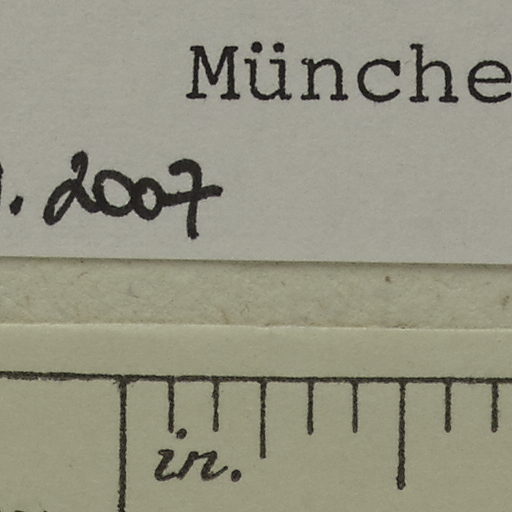 Münche
. 2007
in.